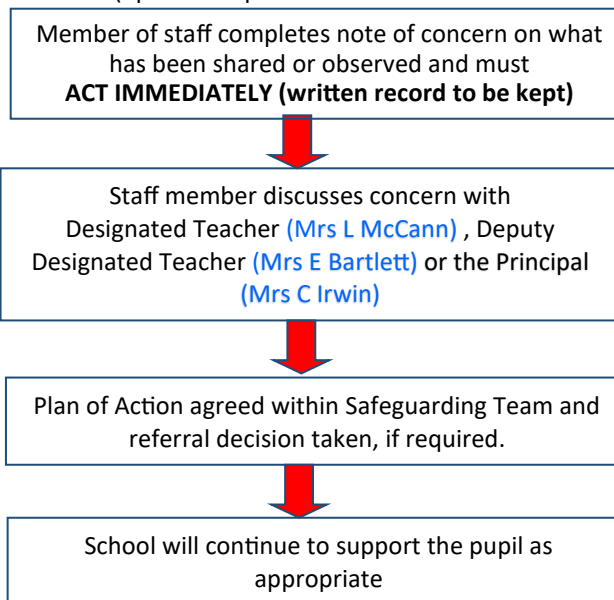 Member of staff completes note of concern on what
has been shared or observed and must
ACT IMMEDIATELY (written record to be kept)
Staff member discusses concern with
Designated Teacher (Mrs L McCann) , Deputy
Designated Teacher (Mrs E Bartlett) or the Principal
(Mrs C Irwin)
Plan of Action agreed within Safeguarding Team and
referral decision taken, if required.
School will continue to support the pupil as
appropriate